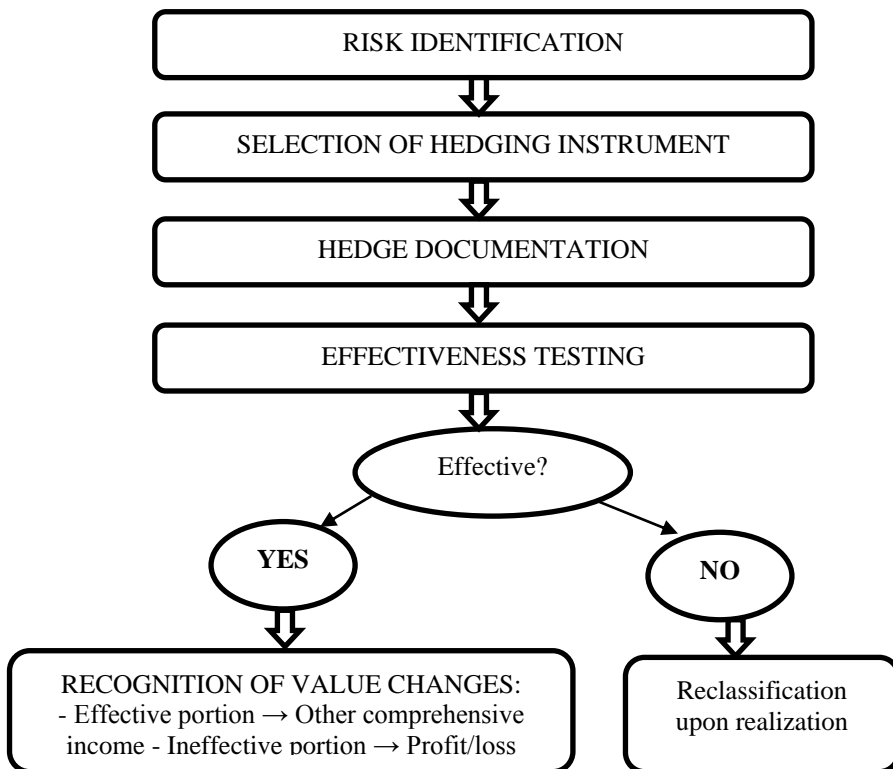 RISK IDENTIFICATION
SELECTION OF HEDGING INSTRUMENT
HEDGE DOCUMENTATION
EFFECTIVENESS TESTING
Effective?
YES
NO
RECOGNITION OF VALUE CHANGES:
- Effective portion → Other comprehensive
income - Ineffective portion → Profit/loss
Reclassification
upon realization